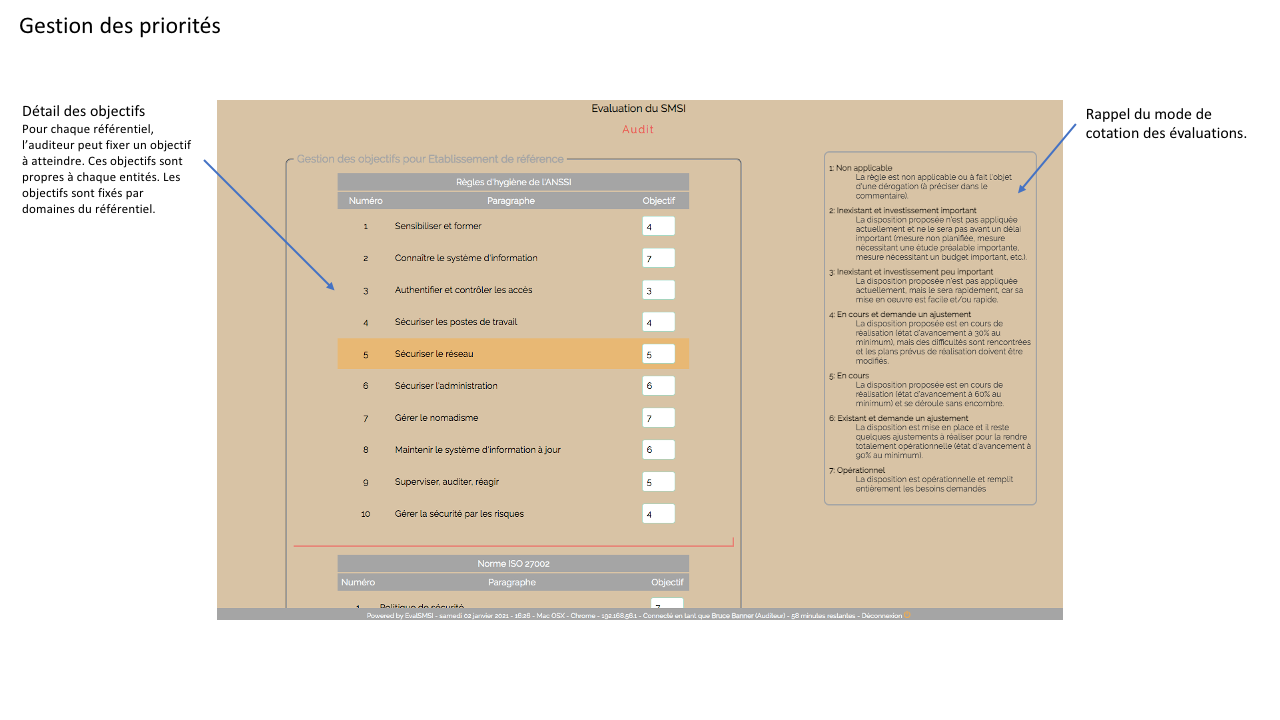 Gestion des priorités
Détail des objectifs
Pour chaque référentiel,
l'auditeur peut fixer un objectif
à atteindre. Ces objectifs sont
propres à chaque entités. Les
objectifs sont fixés par
domaines du référentiel.
Evaluation du SMSI
Audit
Gestion des objectifs pour Etablissement de référence
Règles d'hygiène de l'ANSSI
Numéro Paragraphe Objectif
1 Sensibiliser et former 4
2 Connaître le système d'information 7
3 Authentifier et contrôler les accès 3
4 Sécuriser les postes de travail 4
5 Sécuriser le réseau 5
6 Sécuriser l'administration 6
7 Gérer le nomadisme 7
8 Maintenir le système d'information à jour 6
9 Superviser, auditer, réagir 5
10 Gérer la sécurité par les risques 4
Norme ISO 27002
Numéro Paragraphe Objectif
1 Politique de sécurité 7
Rappel du mode de
cotation des évaluations.
1: Non applicable
La règle est non applicable ou à fait l'objet
d'une dérogation (à préciser dans le
commentaire).
2: Inexistant et investissement important
La disposition proposée n'est pas appliquée
actuellement et ne le sera pas avant un délai
important (mesure non planifiée, mesure
nécessitant une étude préalable importante,
mesure nécessitant un budget important, etc.).
3: Inexistant et investissement peu important
La disposition proposée n'est pas appliquée
actuellement, mais le sera rapidement, car sa
mise en oeuvre est facile et/ou rapide.
4: En cours et demande un ajustement
La disposition proposée est en cours de
réalisation (état d'avancement à 30% au
minimum), mais des difficultés sont rencontrées
et les plans prévus de réalisation doivent être
modifiés.
5: En cours
La disposition proposée est en cours de
réalisation (état d'avancement à 60% au
minimum) et se déroule sans encombre.
6: Existant et demande un ajustement
La disposition est mise en place et il reste
quelques ajustements à réaliser pour la rendre
totalement opérationnelle (état d'avancement à
90% au minimum).
7: Opérationnel
La disposition est opérationnelle et remplit
entièrement les besoins demandés
Powered by EvalSMSI - samedi 02 janvier 2021 - 16:26 - Mac OSX - Chrome - 192.168.58.1 - Connecté en tant que Bruce Banner (Auditeur) - 58 minutes restantes - Déconnexion